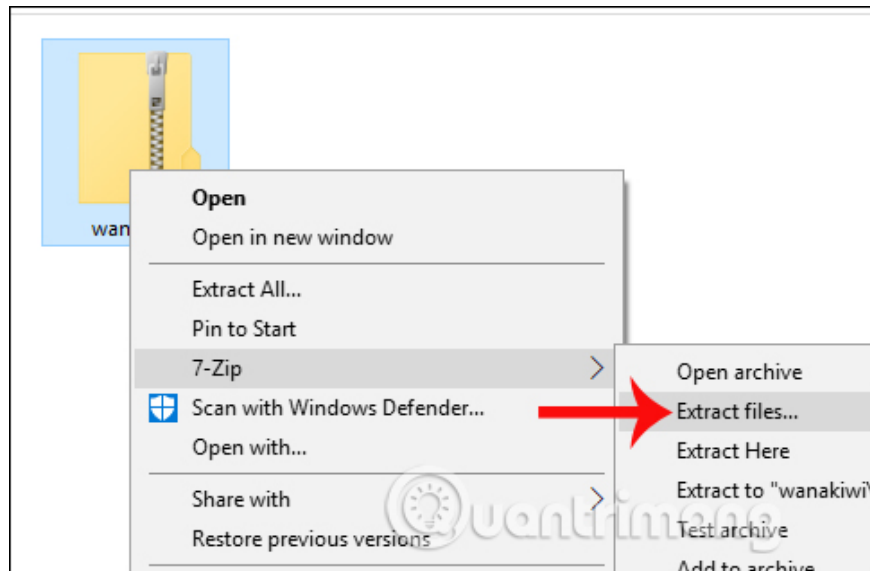 wan
Open
Open in new window
Extract All...
Pin to Start
7-Zip
Scan with Windows Defender...
Open with...
Share with
Restore previous versions
Open archive
Extract files...
Extract Here
Extract to "wanakiwi\
Test archive
Add to archive
Quantrimang